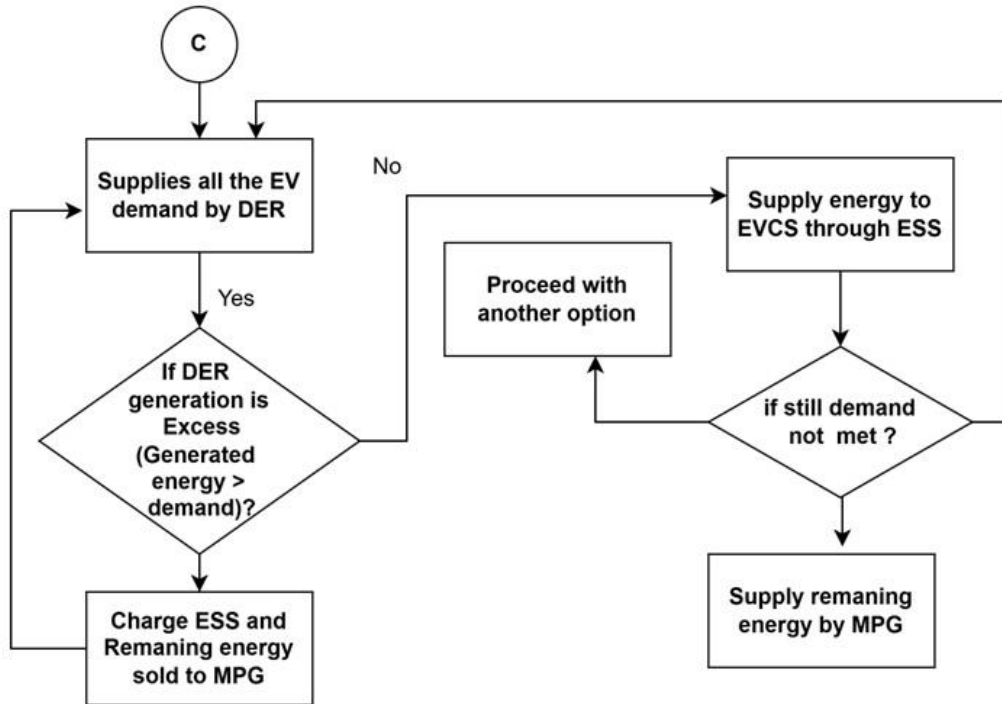 C
Supplies all the EV
demand by DER
Yes
If DER
generation is
Excess
(Generated
energy >
demand)?
Charge ESS and
Remaning energy
sold to MPG
No
Supply energy to
EVCS through ESS
Proceed with
another option
if still demand
not met ?
Supply remaning
energy by MPG